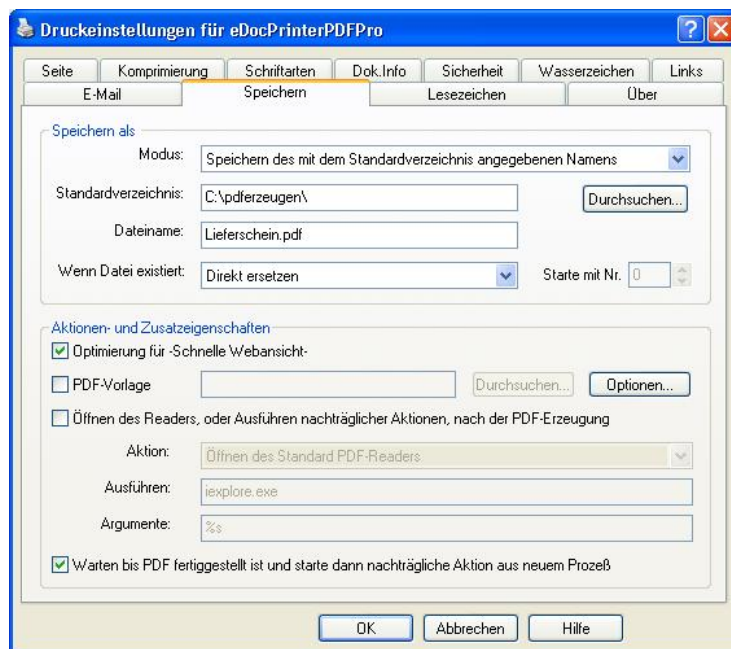 Druckeinstellungen für eDocPrinterPDFPro
Seite Komprimierung Schriftarten Dok.Info Sicherheit Wasserzeichen Links
E-Mail Speichern Lesezeichen Über
Speichern als
Modus: Speichern des mit dem Standardverzeichnis angegebenen Namens
Standardverzeichnis: C:\pdferzeugen\ Durchsuchen...
Dateiname: Lieferschein.pdf
Wenn Datei existiert: Direkt ersetzen Starte mit Nr. 0
Aktionen- und Zusatzeigenschaften
Optimierung für -Schnelle Webansicht-
PDF-Vorlage Durchsuchen... Optionen...
Öffnen des Readers, oder Ausführen nachträglicher Aktionen, nach der PDF-Erzeugung
Aktion: Öffnen des Standard PDF-Readers
Ausführen: iexplore.exe
Argumente: %s
Warten bis PDF fertiggestellt ist und starte dann nachträgliche Aktion aus neuem Prozeß
OK Abbrechen Hilfe